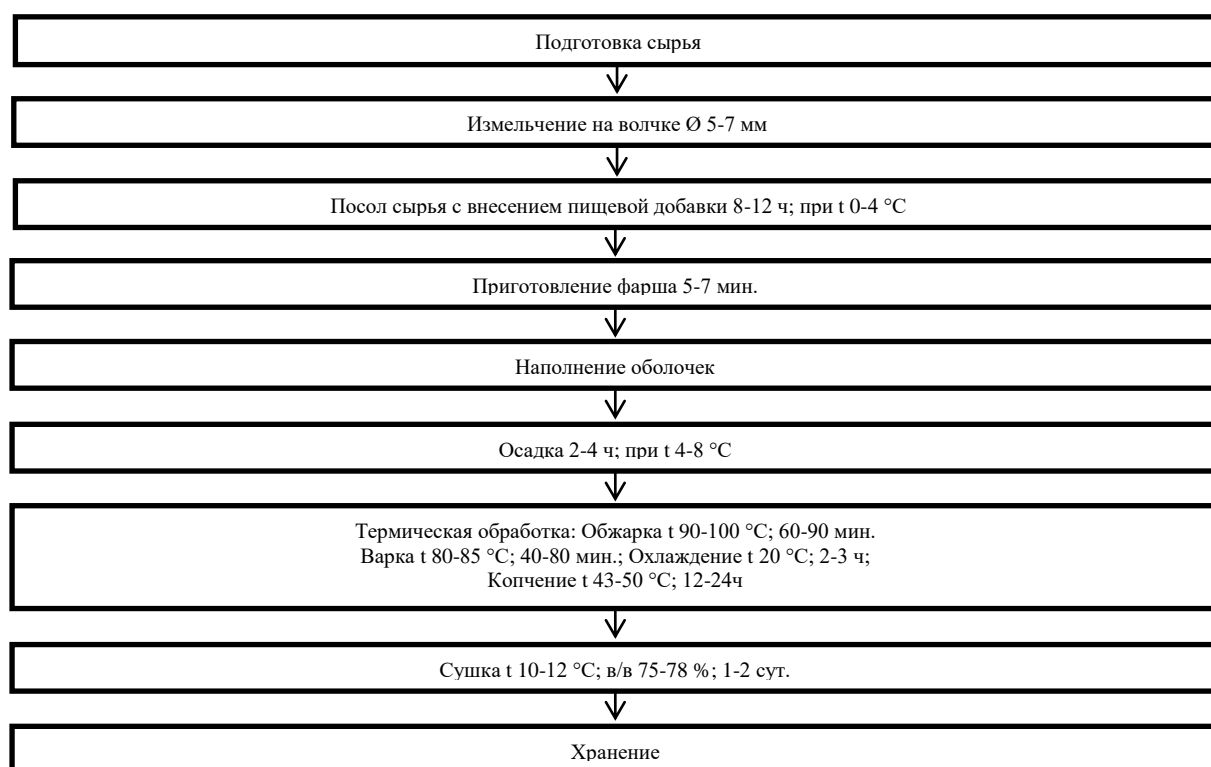 Подготовка сырья
Измельчение на волчке Ø 5-7 мм
Посол сырья с внесением пищевой добавки 8-12 ч; при t 0-4 °C
Приготовление фарша 5-7 мин.
Наполнение оболочек
Осадка 2-4 ч; при t 4-8 °C
Термическая обработка: Обжарка t 90-100 °C; 60-90 мин.
Варка t 80-85 °C; 40-80 мин.; Охлаждение t 20 °C; 2-3 ч;
Копчение t 43-50 °C; 12-24ч
Сушка t 10-12 °C; в/в 75-78 %; 1-2 сут.
Хранение